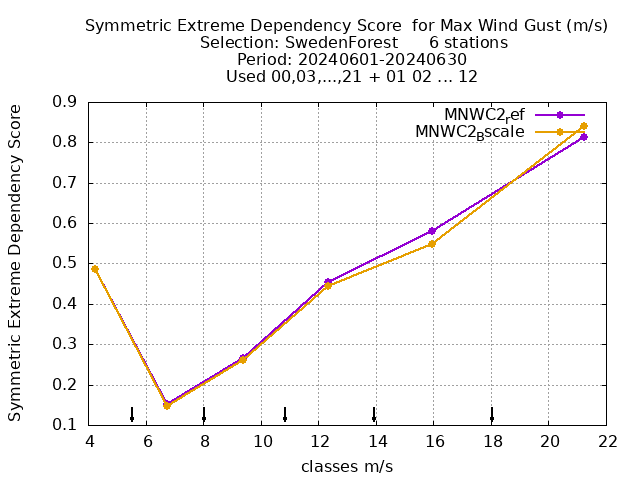 Symmetric Extreme Dependency Score  for Max Wind Gust (m/s)
Selection: SwedenForest      6 stations
Period: 20240601-20240630
Used 00,03,...,21 + 01 02 ... 12
MNWC2ref
MNWC2Bscale
Symmetric Extreme Dependency Score
0.9
0.8
0.7
0.6
0.5
0.4
0.3
0.2
0.1
4 6 8 10 12 14 16 18 20 22
classes m/s